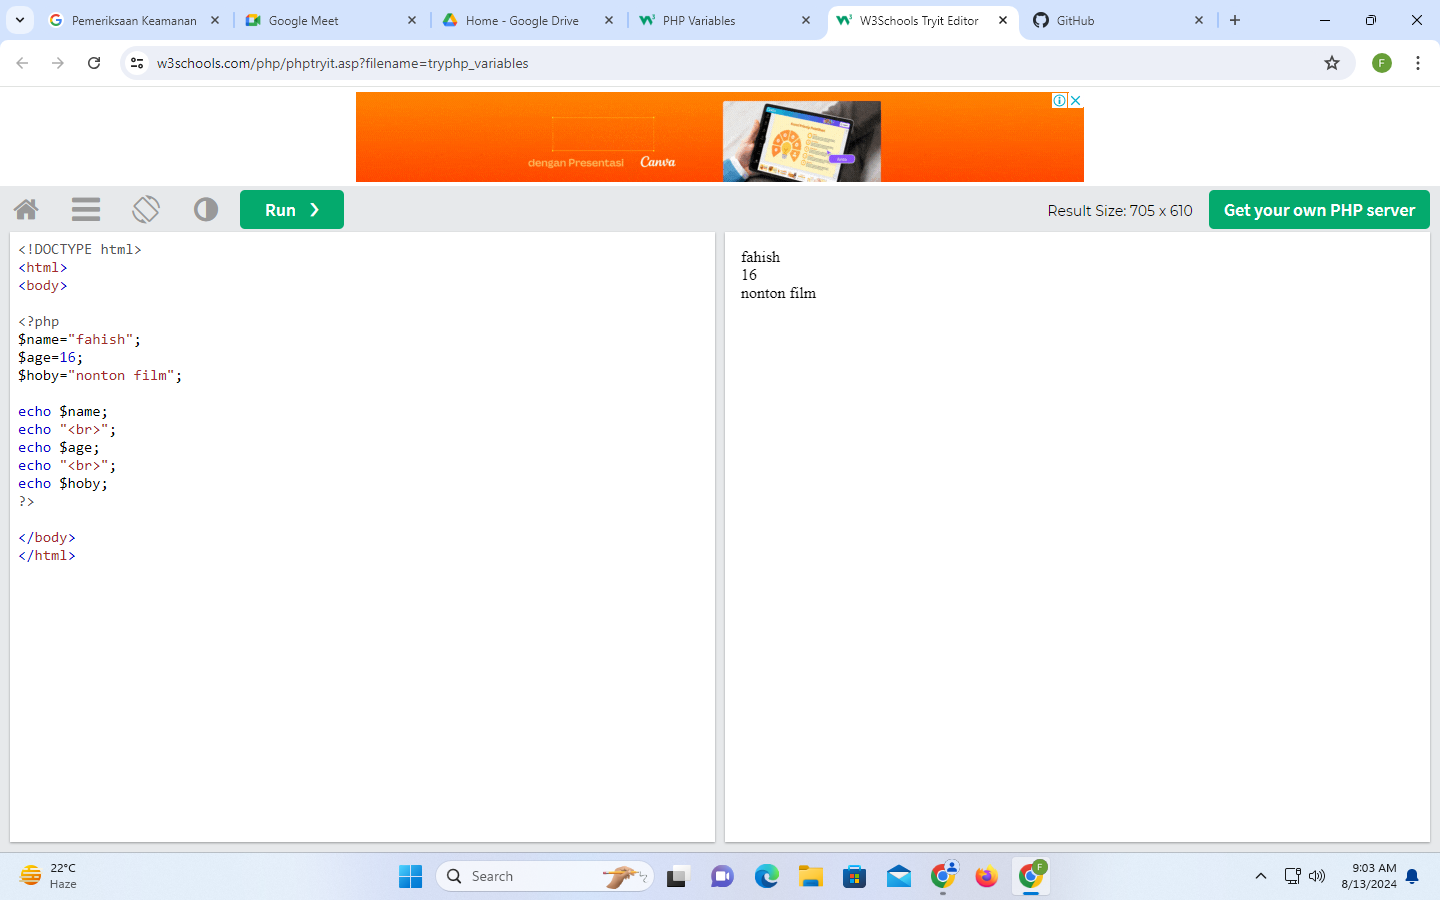 Pemeriksaan Keamanan
Google Meet
Home - Google Drive
PHP Variables
W3Schools Tryit Editor
GitHub
w3schools.com/php/phptryit.asp?filename=tryphp_variables
F
dengan Presentasi
Canva
Run ❯
Result Size: 705 x 610
Get your own PHP server
<!DOCTYPE html>
<html>
<body>
<?php
$name="fahish";
$age=16;
$hoby="nonton film";
echo $name;
echo "<br>";
echo $age;
echo "<br>";
echo $hoby;
?>
</body>
</html>
fahish
16
nonton film
22°C
Haze
Search
F
9:03 AM
8/13/2024